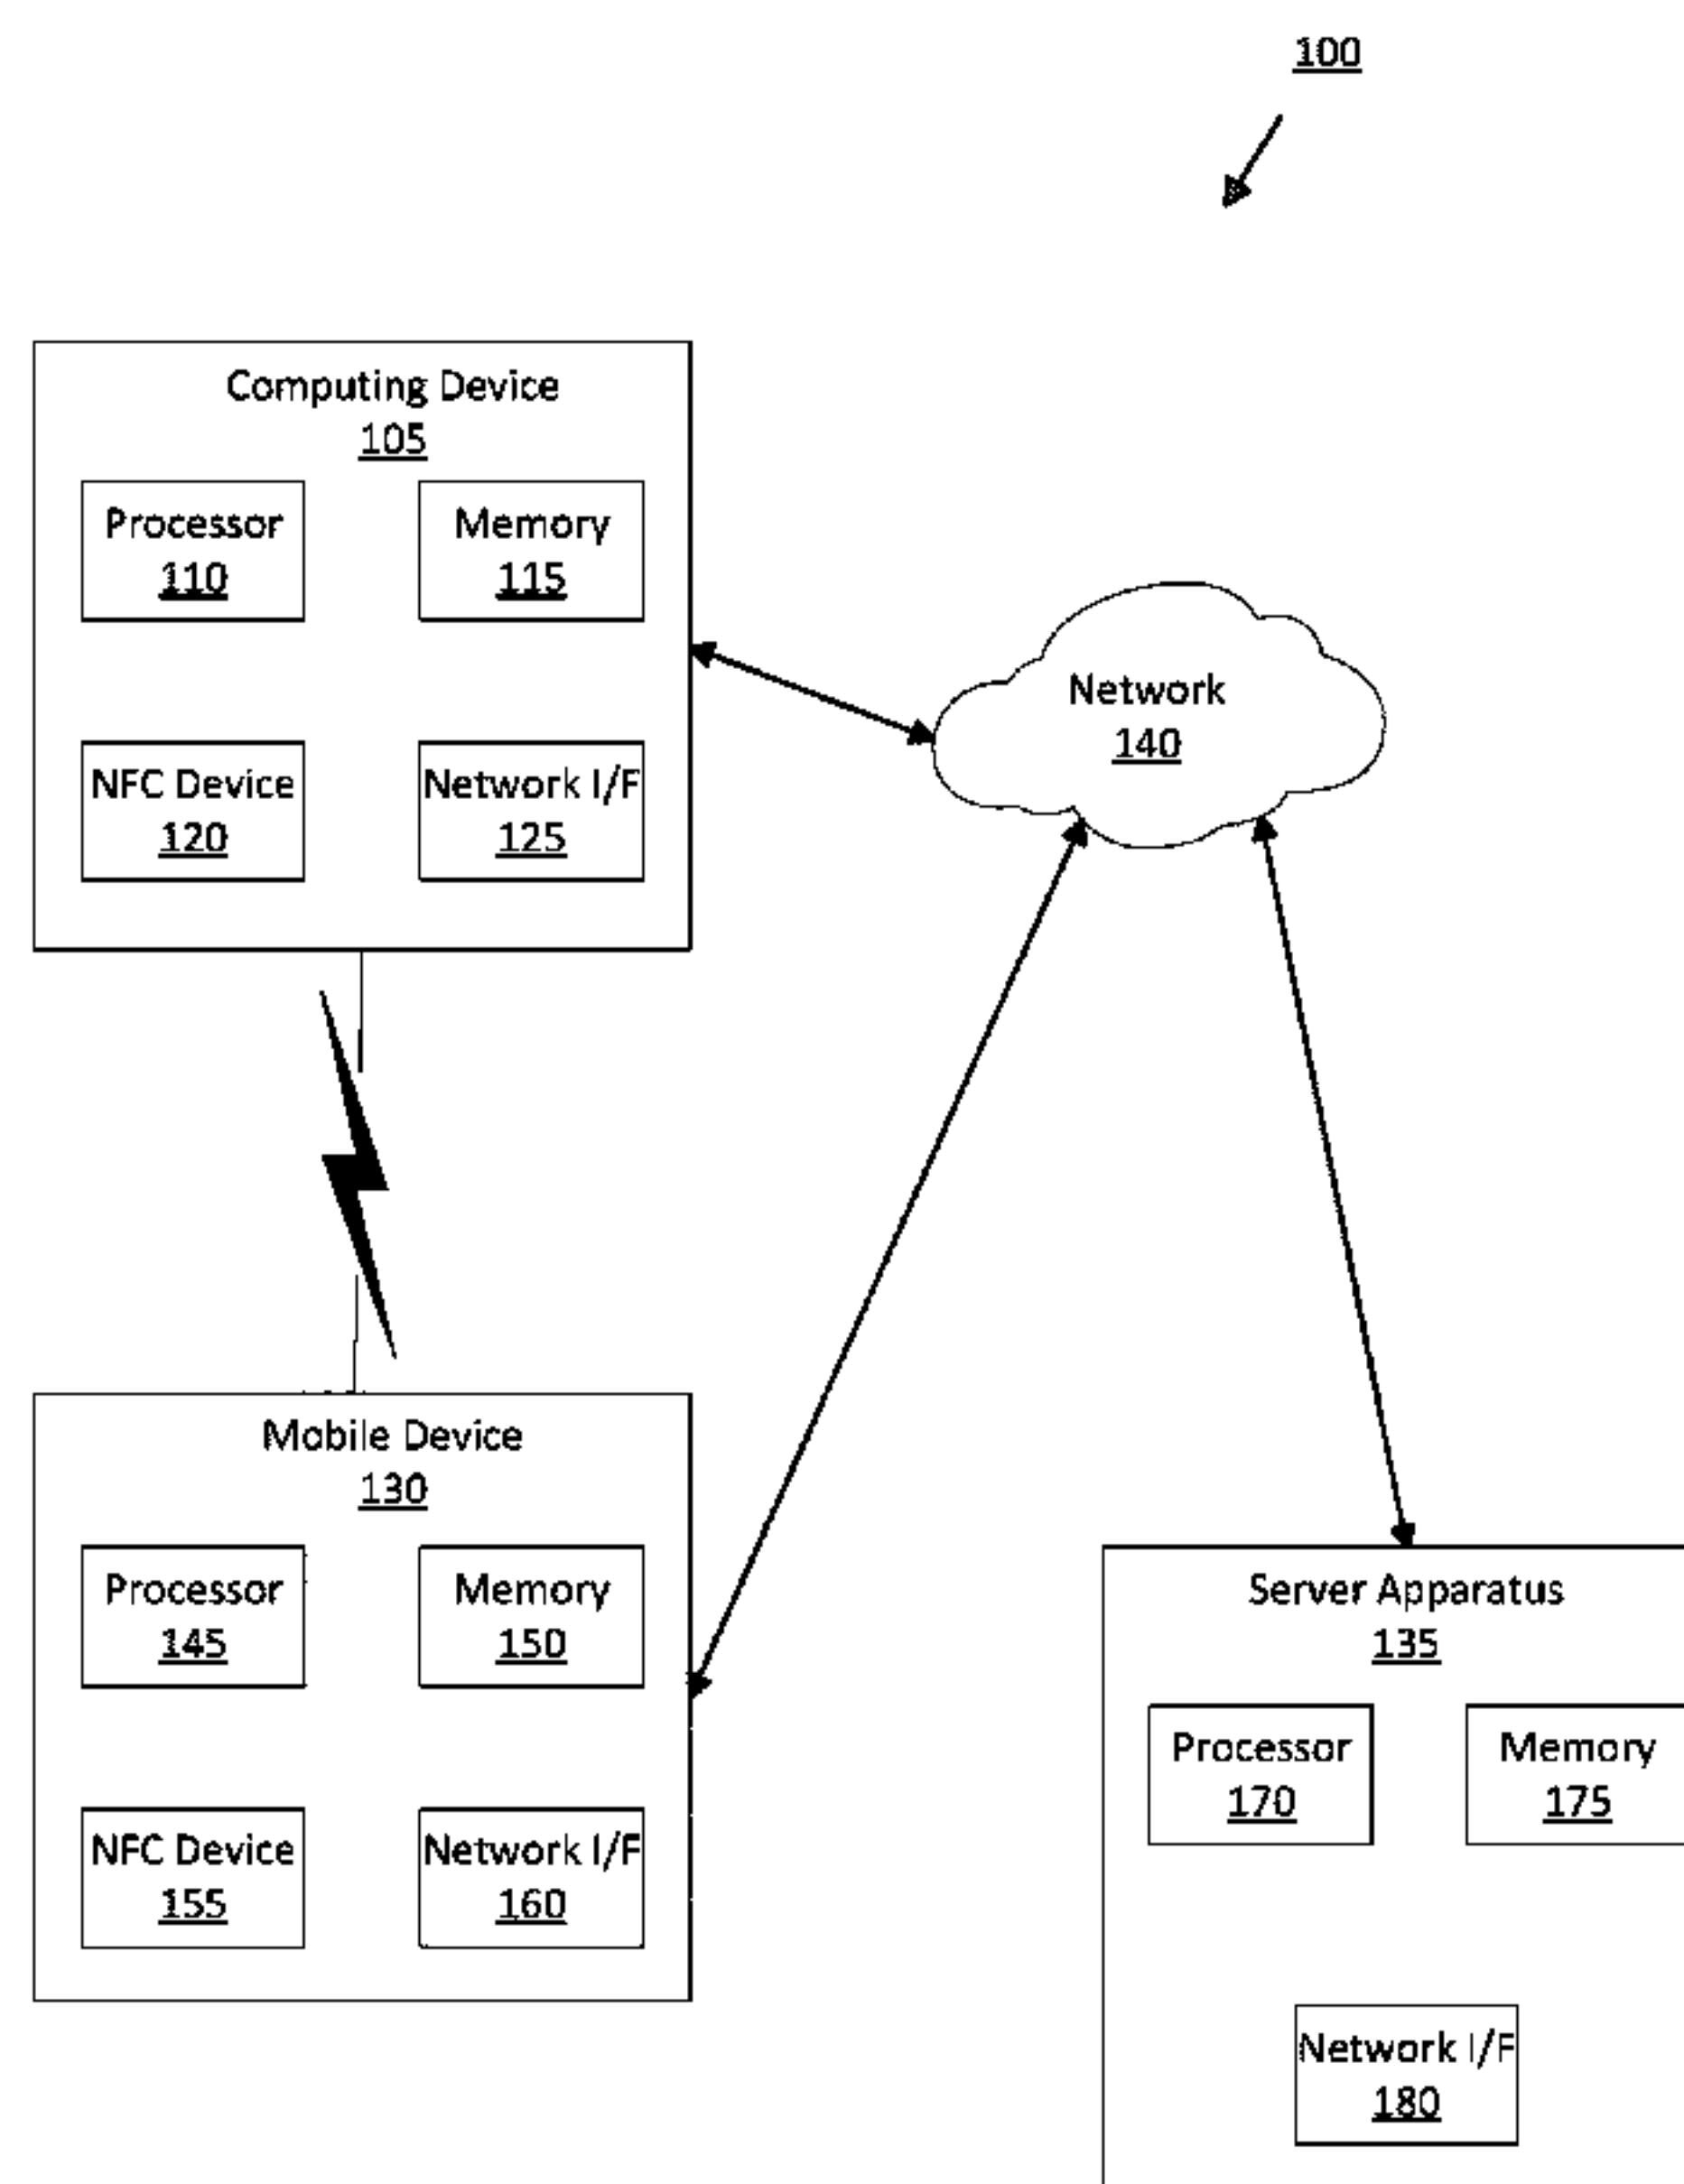 100
Computing Device
105
Processor
110
Memory
115
NFC Device
120
Network I/F
125
Network
140
Mobile Device
130
Processor
145
Memory
150
NFC Device
155
Network I/F
160
Server Apparatus
135
Processor
170
Memory
175
Network I/F
180